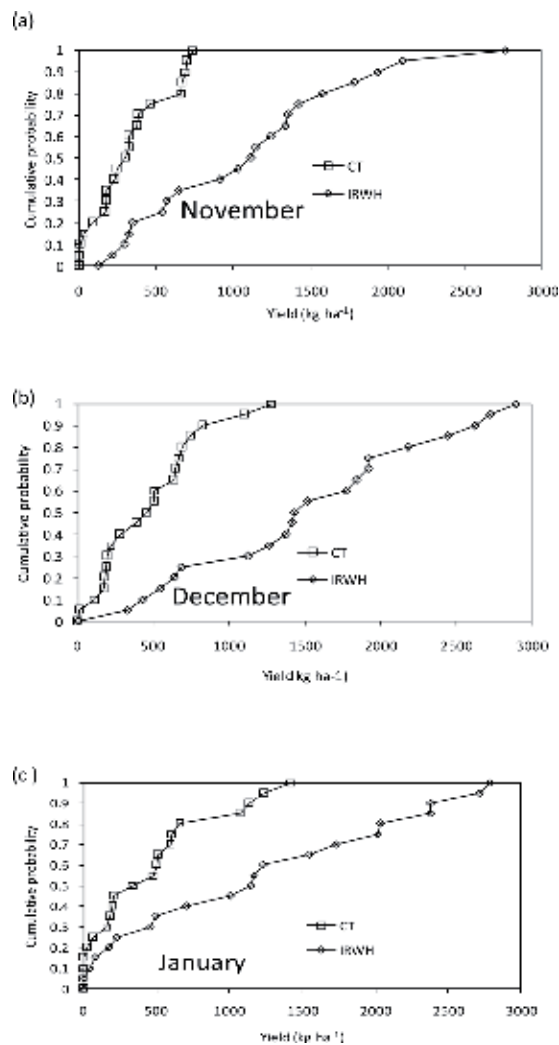 (a)
1
0.9
0.8
0.7
0.6
0.5
0.4
0.3
0.2
0.1
0
Cumulative probability
CT
IRWH
November
0 500 1000 1500 2000 2500 3000
Yield (kg ha-1)
(b)
1
0.9
0.8
0.7
0.6
0.5
0.4
0.3
0.2
0.1
0
Cumulative probability
CT
IRWH
December
0 500 1000 1500 2000 2500 3000
Yield kg ha-1)
(c)
1
0.9
0.8
0.7
0.6
0.5
0.4
0.3
0.2
0.1
0
Cumulative probability
CT
IRWH
January
0 500 1000 1500 2000 2500 3000
Yield (kg ha-1)